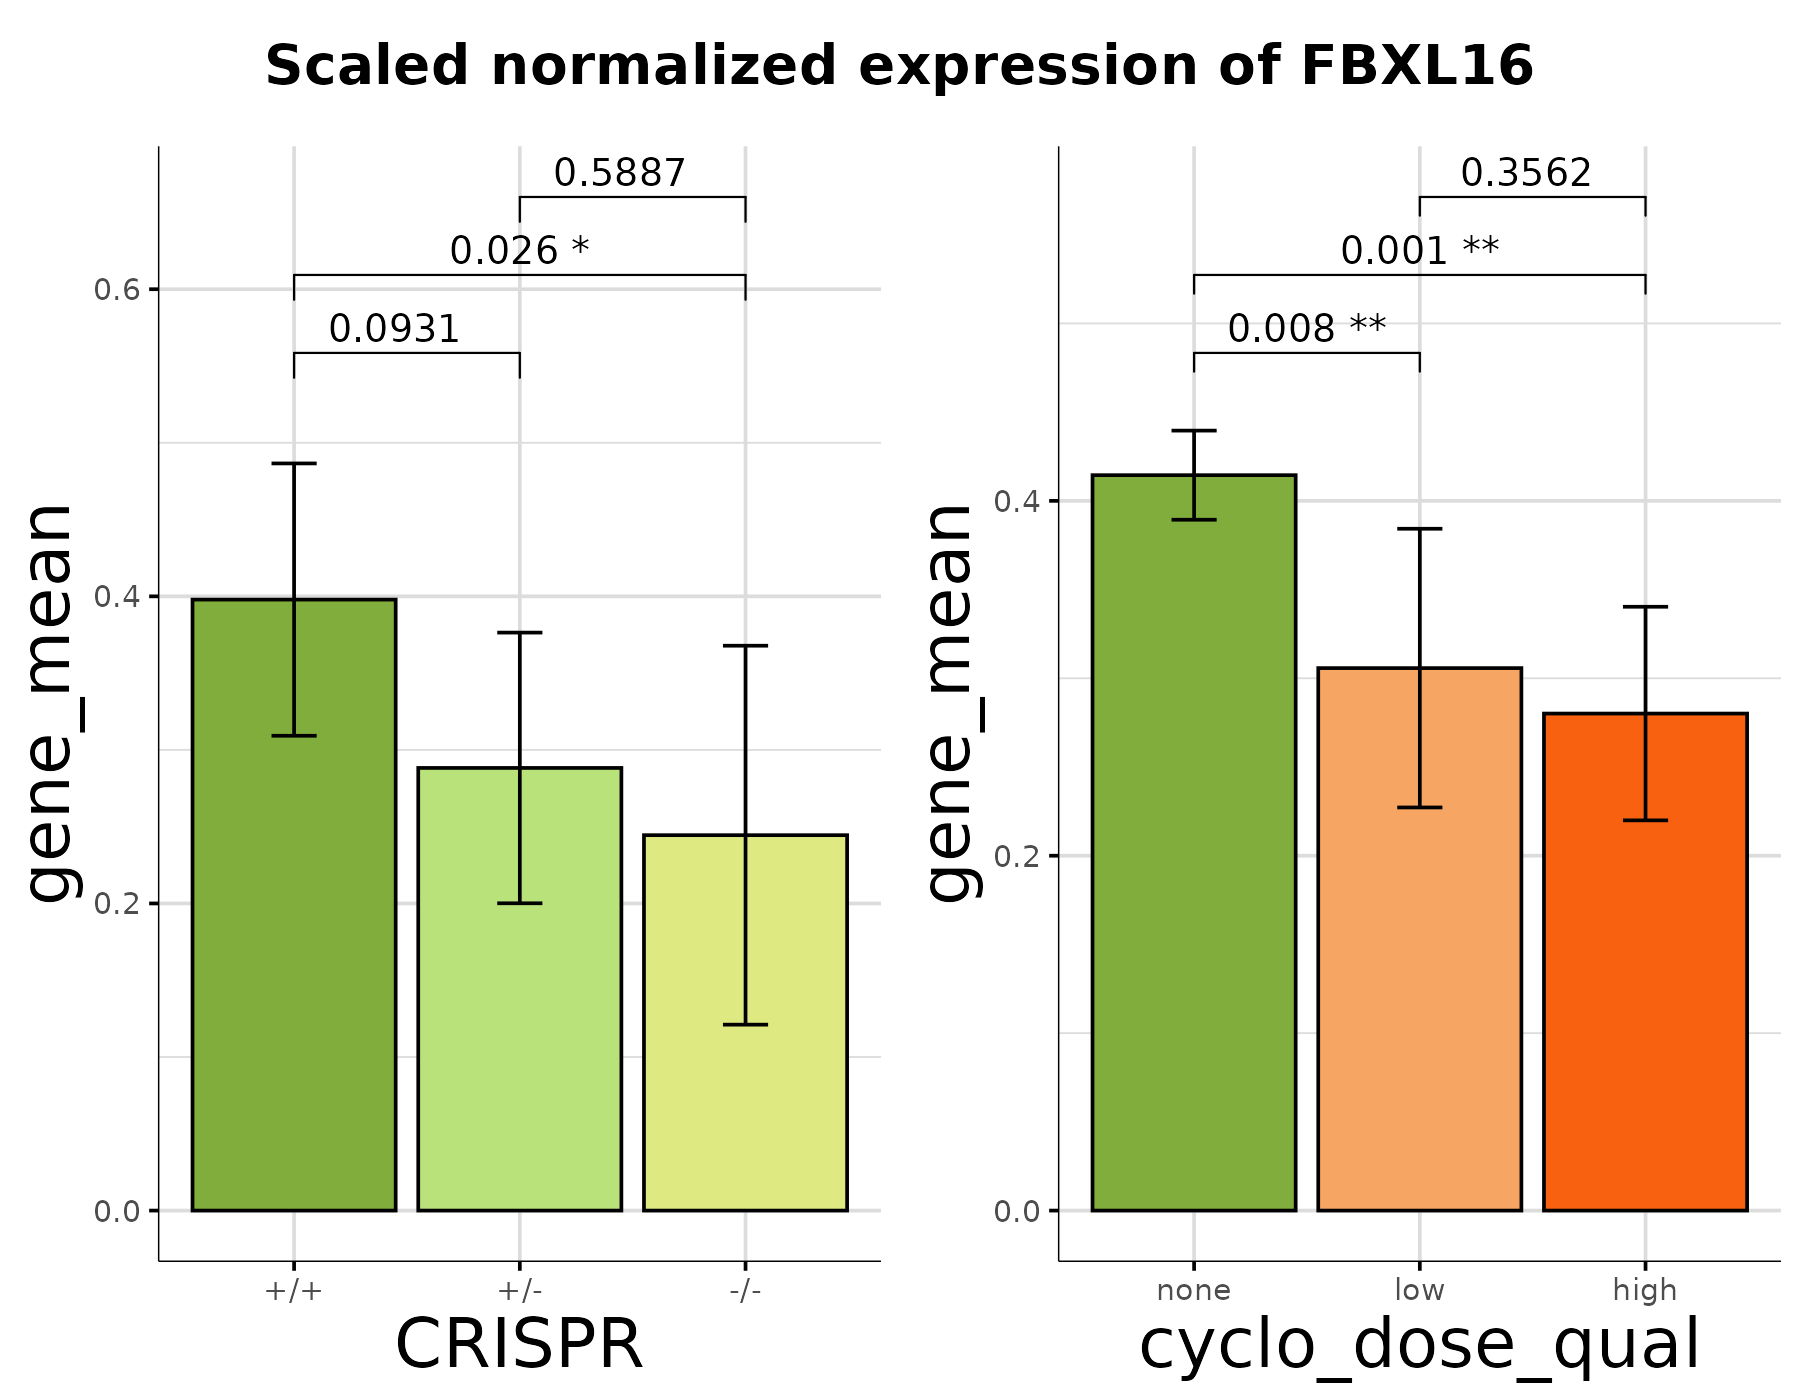 Scaled normalized expression of FBXL16
gene_mean
0.6
0.4
0.2
0.0
0.5887
0.026 *
0.0931
+/+
+/-
-/-
CRISPR
gene_mean
0.4
0.2
0.0
0.3562
0.001 **
0.008 **
none
low
high
cyclo_dose_qual